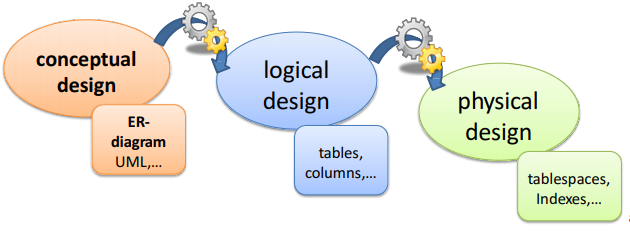 conceptual
design
ER-
diagram
UML,...
logical
design
tables,
columns,...
physical
design
tablespaces,
Indexes,...